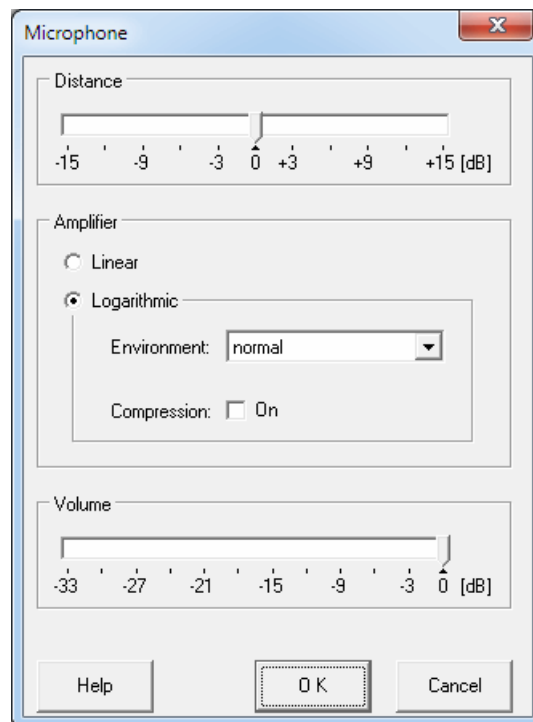 Microphone
Distance
-15 -9 -3 0 +3 +9 +15 [dB]
Amplifier
Linear
Logarithmic
Environment: normal
Compression: On
Volume
-33 -27 -21 -15 -9 -3 0 [dB]
Help O K Cancel